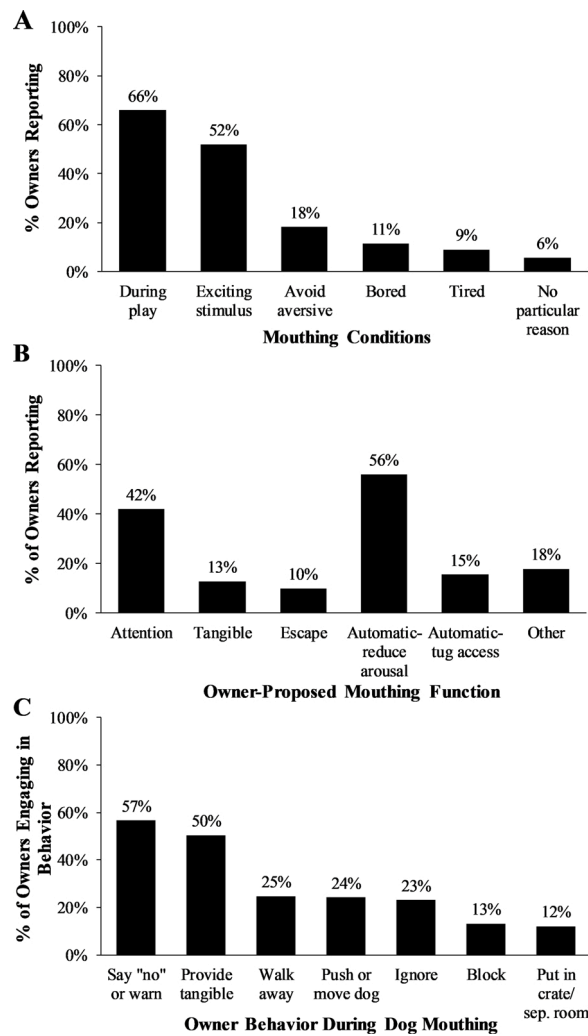 A
100%
80%
60%
40%
20%
0%
% Owners Reporting
66%
52%
18%
11%
9%
6%
During play
Exciting stimulus
Avoid aversive
Bored
Tired
No particular reason
Mouthing Conditions
B
100%
80%
60%
40%
20%
0%
% of Owners Reporting
42%
13%
10%
56%
15%
18%
Attention
Tangible
Escape
Automatic-reduce arousal
Automatic-tug access
Other
Owner-Proposed Mouthing Function
C
100%
80%
60%
40%
20%
0%
% of Owners Engaging in Behavior
57%
50%
25%
24%
23%
13%
12%
Say "no" or warn
Provide tangible
Walk away
Push or move dog
Ignore
Block
Put in crate/ sep. room
Owner Behavior During Dog Mouthing